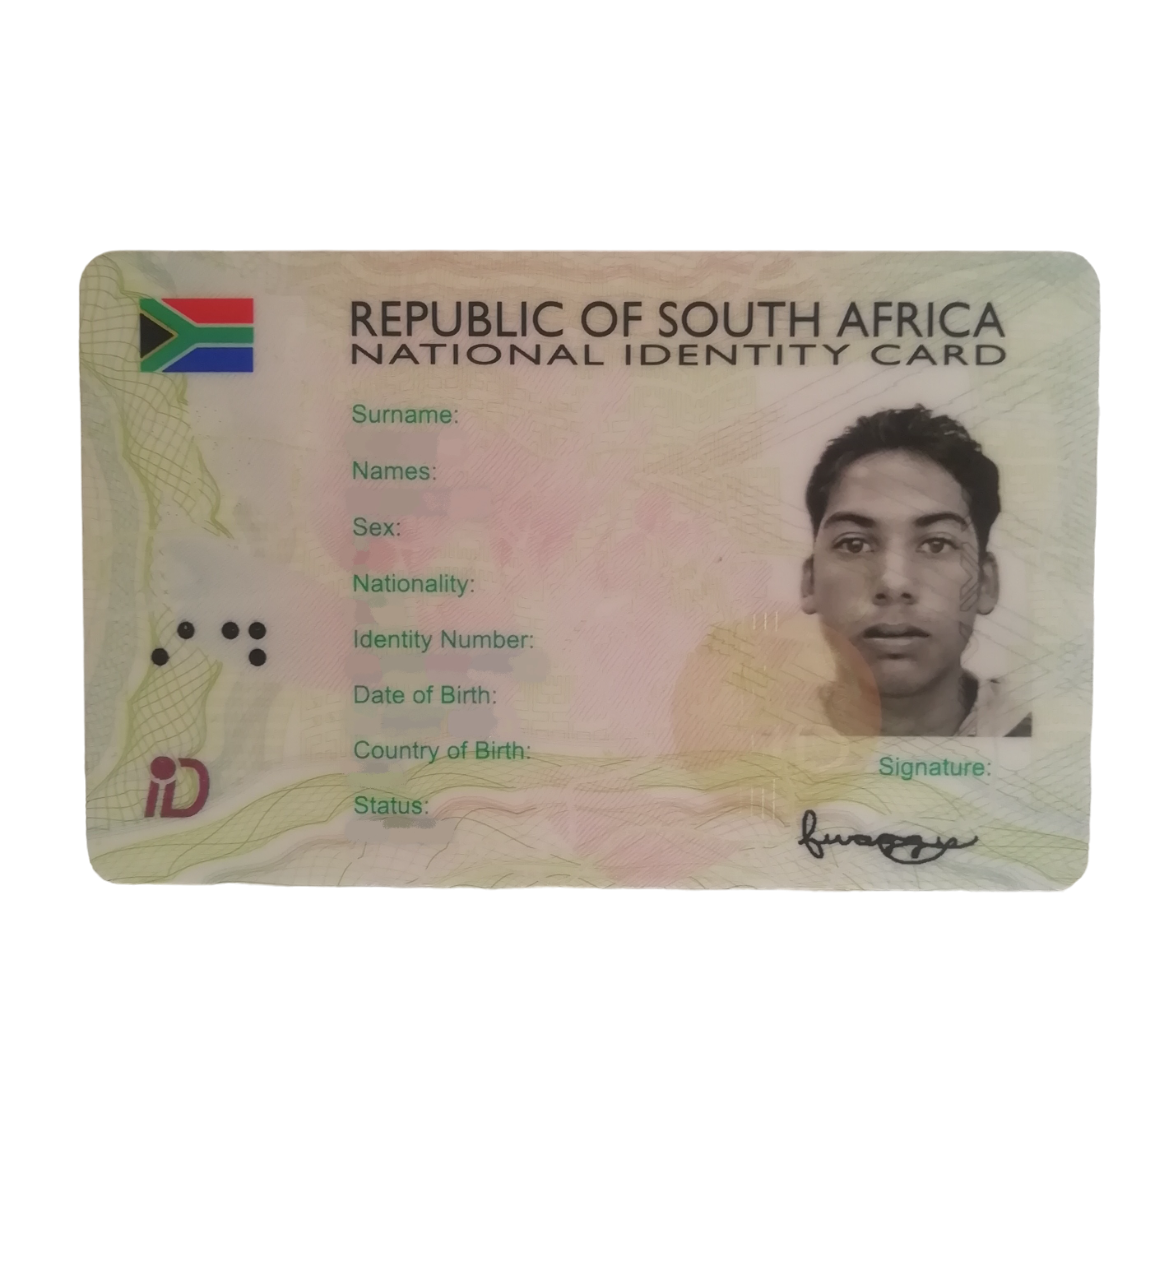 REPUBLIC OF SOUTH AFRICA
NATIONAL IDENTITY CARD
Surname:
Names:
Sex:
Nationality:
Identity Number:
Date of Birth:
Country of Birth:
Status:
Signature:
iD